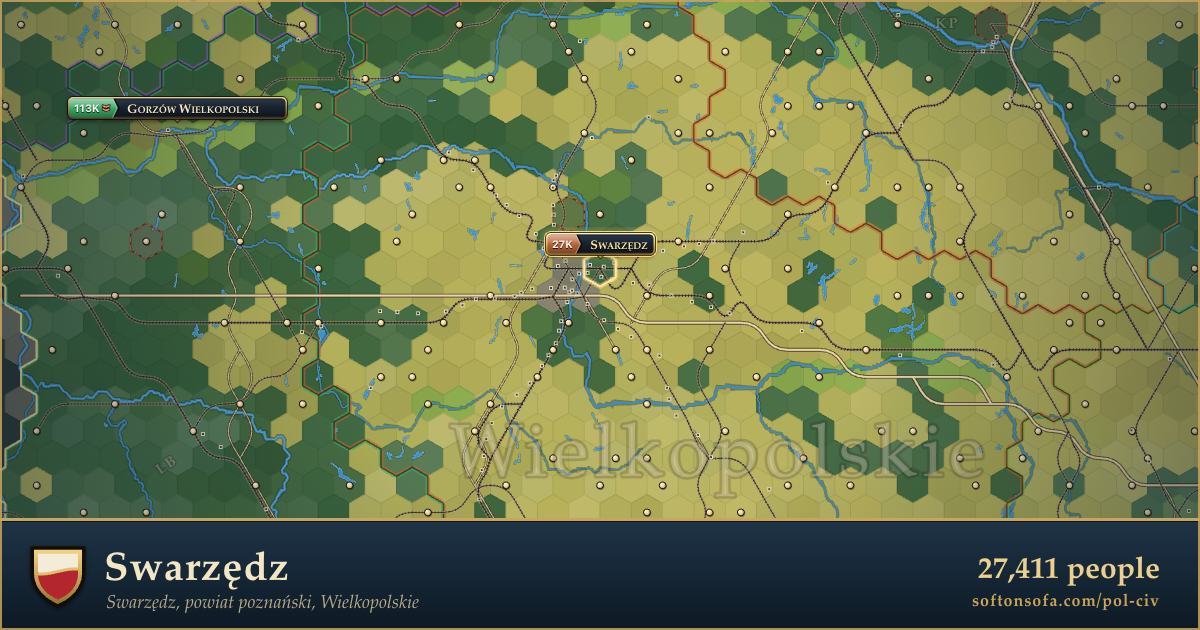 KP
113K Gorzów Wielkopolski
27K Swarzędz
Wielkopolskie
LB
Swarzędz
Swarzędz, powiat poznański, Wielkopolskie
27,411 people
softonsofa.com/pol-civ